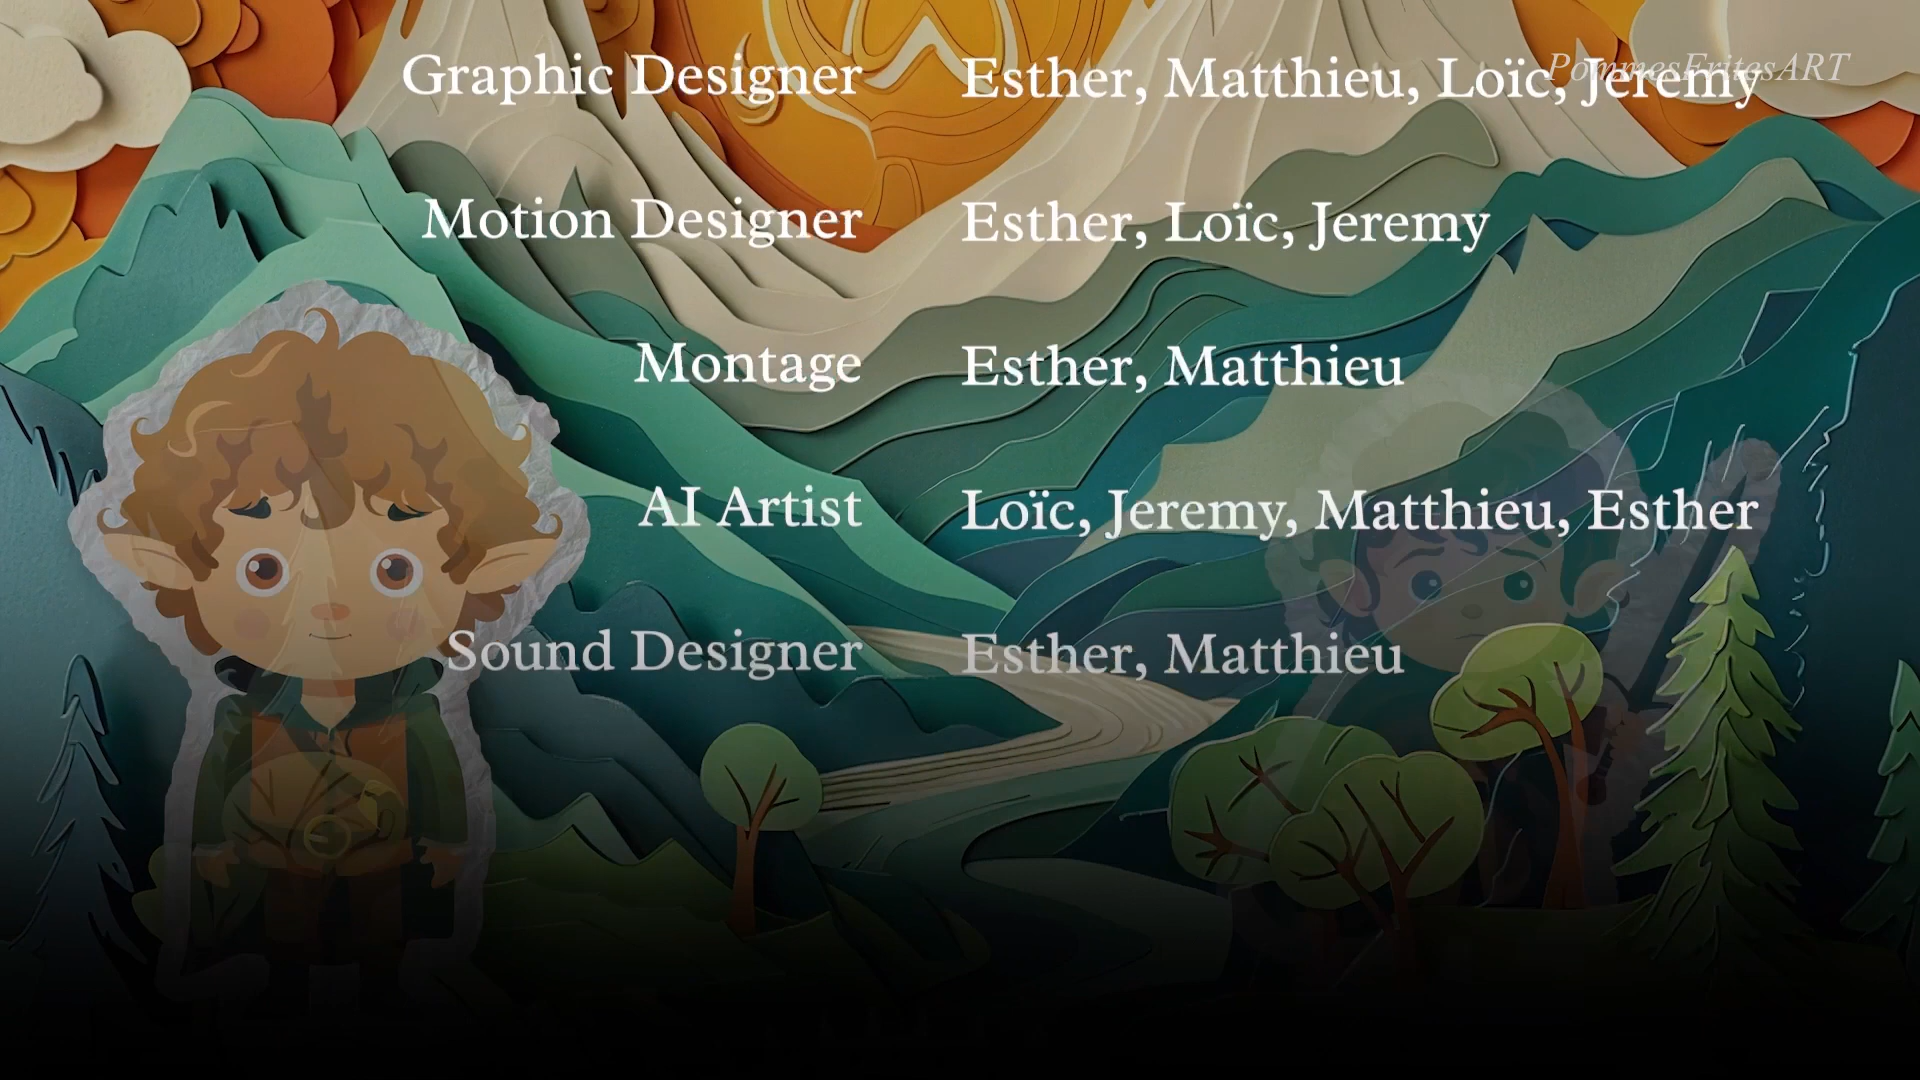 Graphic Designer Esther, Matthieu, Loïc, Jeremy
PommesFritesART
Motion Designer Esther, Loïc, Jeremy
Montage Esther, Matthieu
AI Artist Loïc, Jeremy, Matthieu, Esther
Sound Designer Esther, Matthieu